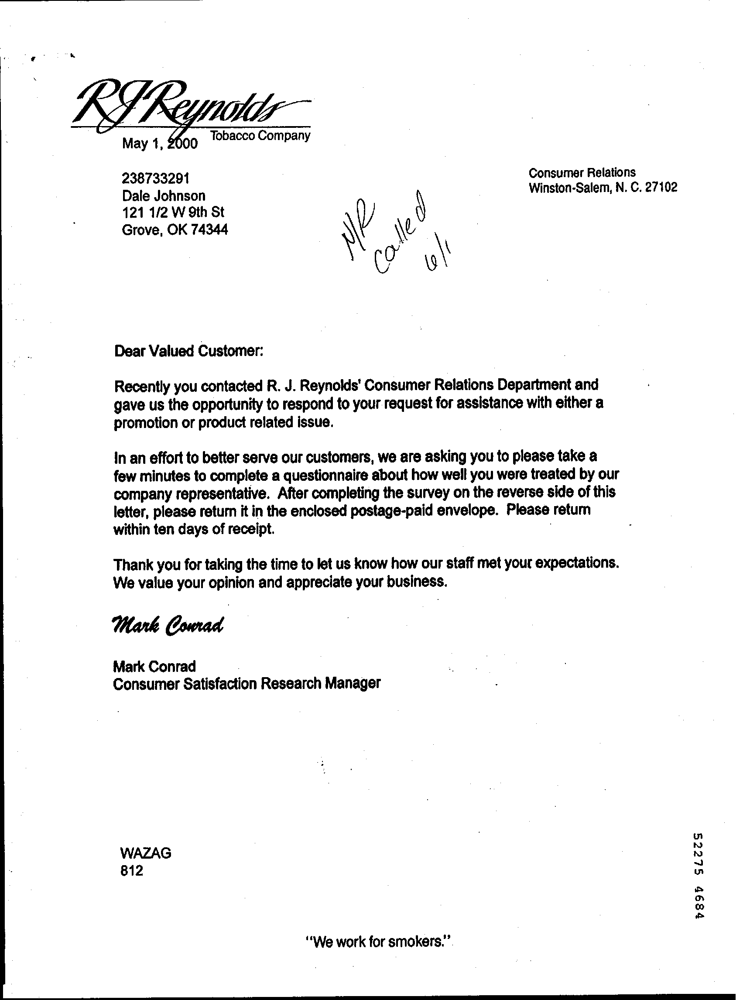 RJReynolds
Tobacco Company
May 1, 2000
238733291
Dale Johnson
121 1/2 W 9th St
Grove, OK 74344
Consumer Relations
Winston-Salem, N. C. 27102
N/R
Called
6/1
Dear Valued Customer:
Recently you contacted R. J. Reynolds' Consumer Relations Department and
gave us the opportunity to respond to your request for assistance with either a
promotion or product related issue.
In an effort to better serve our customers, we are asking you to please take a
few minutes to complete a questionnaire about how well you were treated by our
company representative. After completing the survey on the reverse side of this
letter, please return it in the enclosed postage-paid envelope. Please return
within ten days of receipt.
Thank you for taking the time to let us know how our staff met your expectations.
We value your opinion and appreciate your business.
Mark Conrad
Mark Conrad
Consumer Satisfaction Research Manager
WAZAG
812
52275 4684
"We work for smokers."